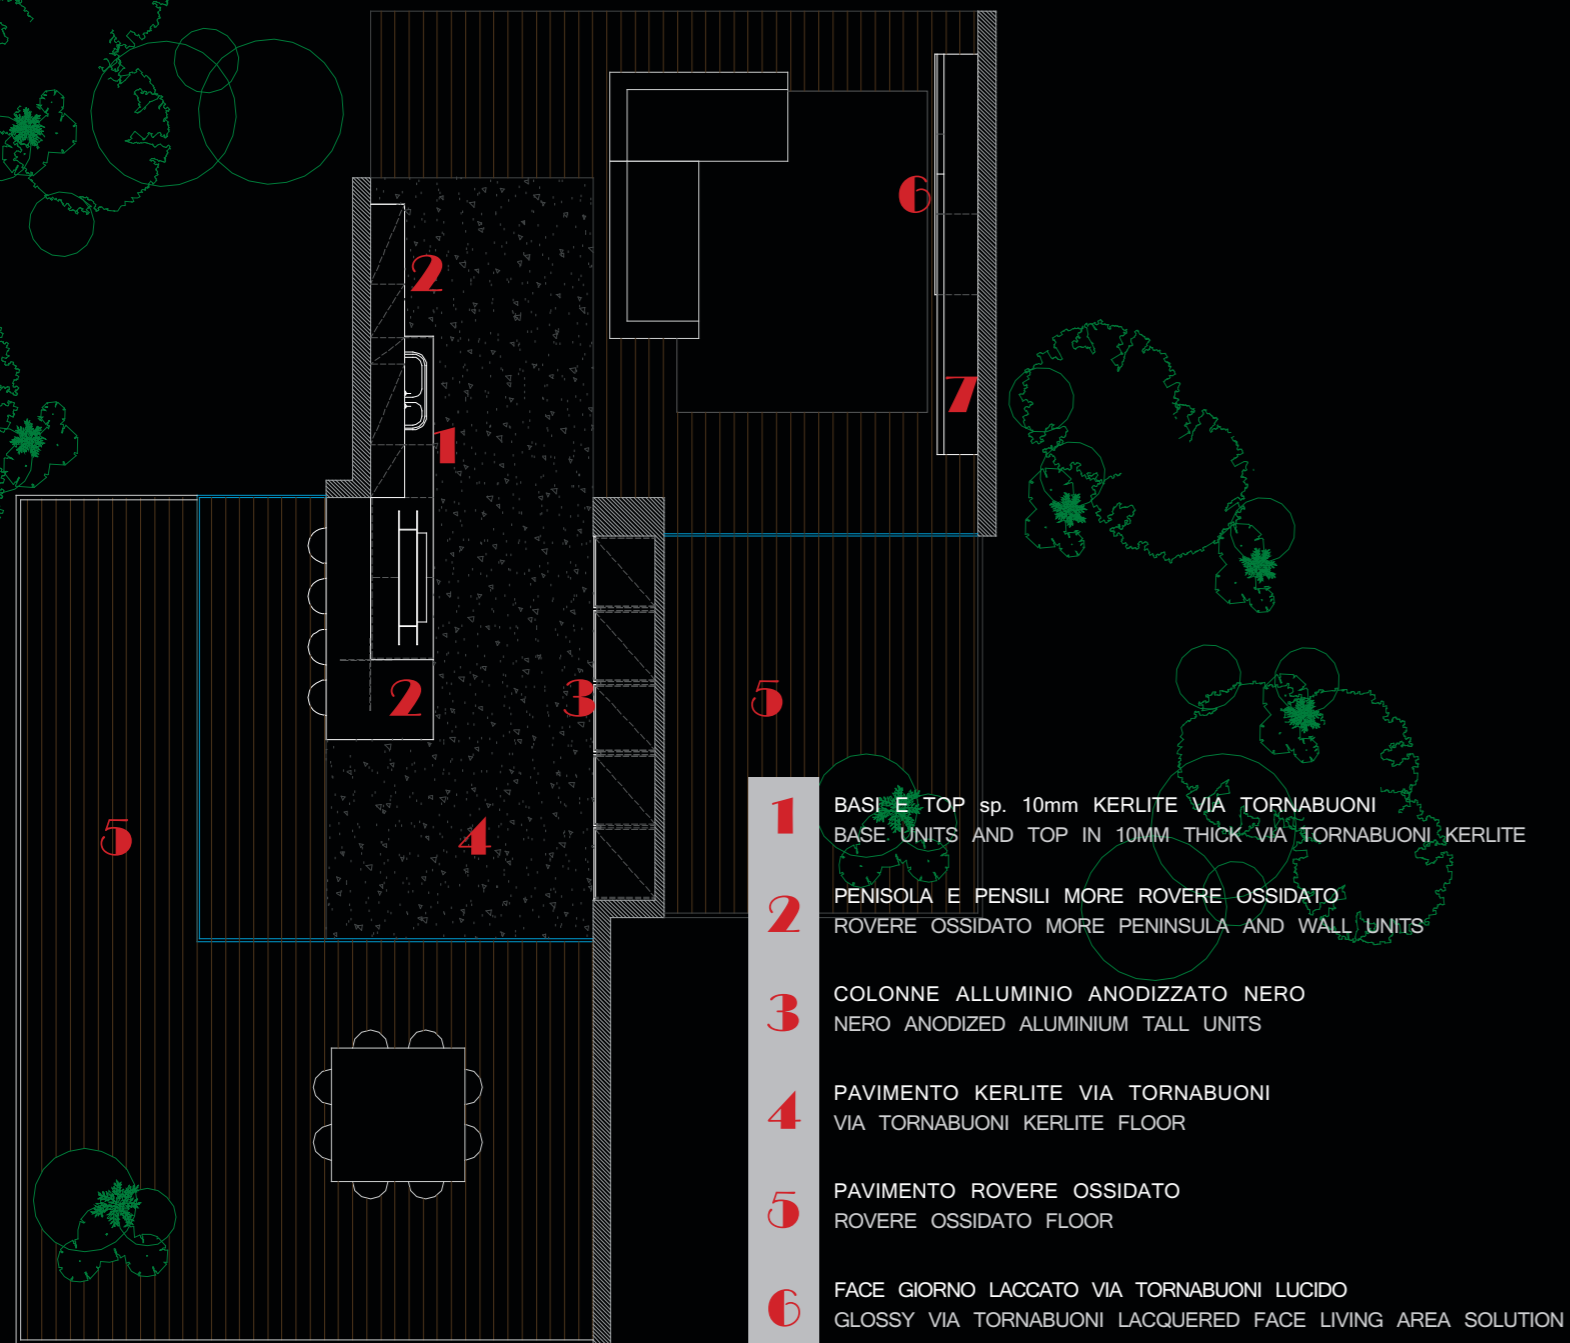 6
2
7
1
2
3
5
5
4
1 BASI E TOP sp. 10mm KERLITE VIA TORNABUONI
BASE UNITS AND TOP IN 10MM THICK VIA TORNABUONI KERLITE
2 PENISOLA E PENSILI MORE ROVERE OSSIDATO
ROVERE OSSIDATO MORE PENINSULA AND WALL UNITS
3 COLONNE ALLUMINIO ANODIZZATO NERO
NERO ANODIZED ALUMINIUM TALL UNITS
4 PAVIMENTO KERLITE VIA TORNABUONI
VIA TORNABUONI KERLITE FLOOR
5 PAVIMENTO ROVERE OSSIDATO
ROVERE OSSIDATO FLOOR
6 FACE GIORNO LACCATO VIA TORNABUONI LUCIDO
GLOSSY VIA TORNABUONI LACQUERED FACE LIVING AREA SOLUTION